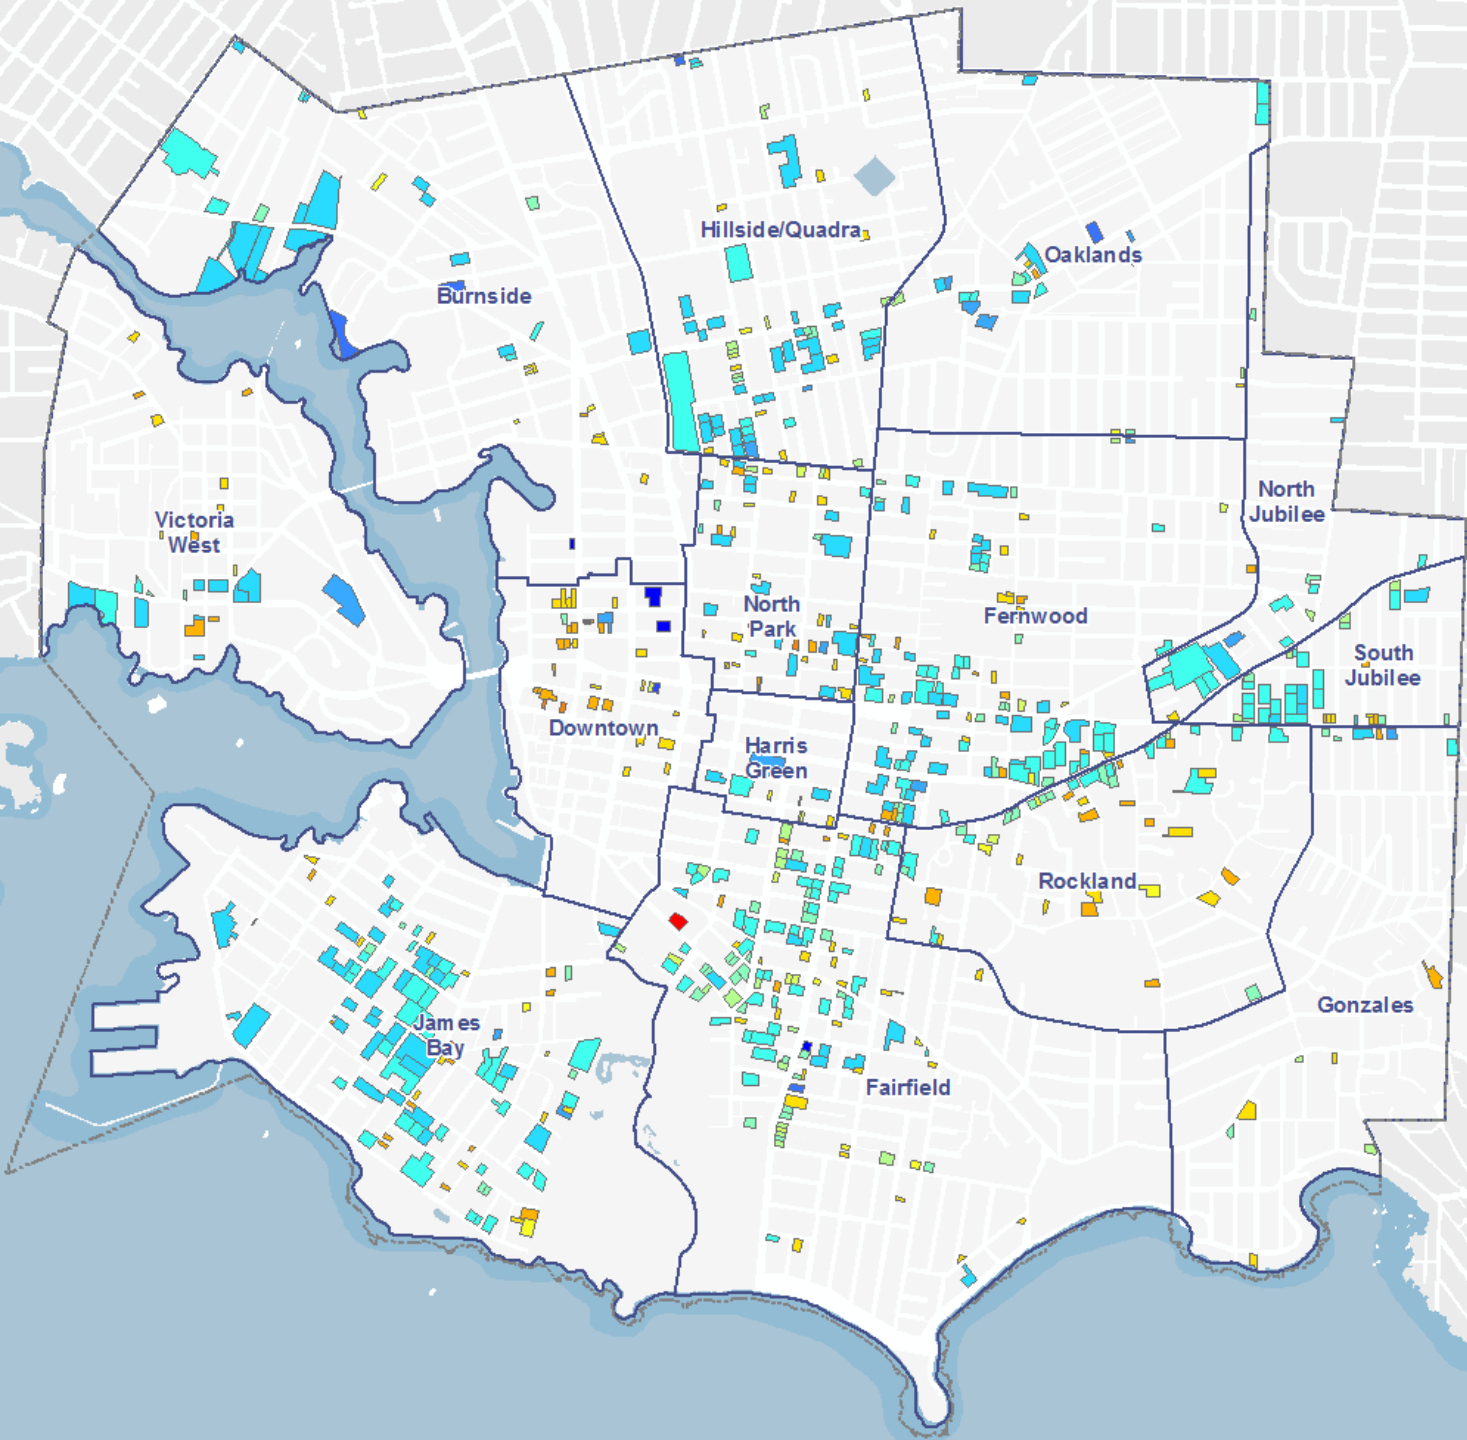 Hillside/Quadra
Oaklands
Burnside
North
Jubilee
Victoria
West
North
Park
Fernwood
South
Jubilee
Downtown
Harris
Green
Rockland
Gonzales
James
Bay
Fairfield